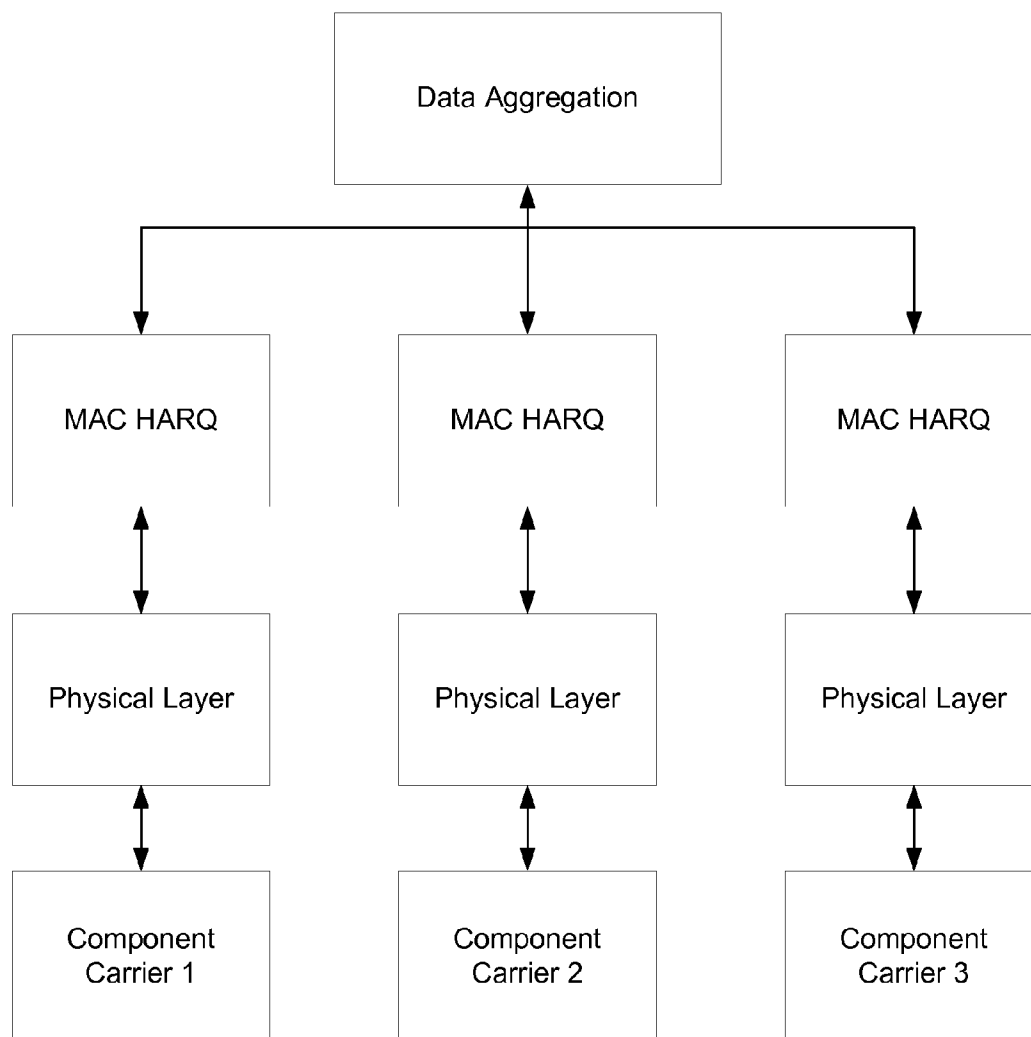 Data Aggregation
MAC HARQ
MAC HARQ
MAC HARQ
Physical Layer
Physical Layer
Physical Layer
Component
Carrier 1
Component
Carrier 2
Component
Carrier 3